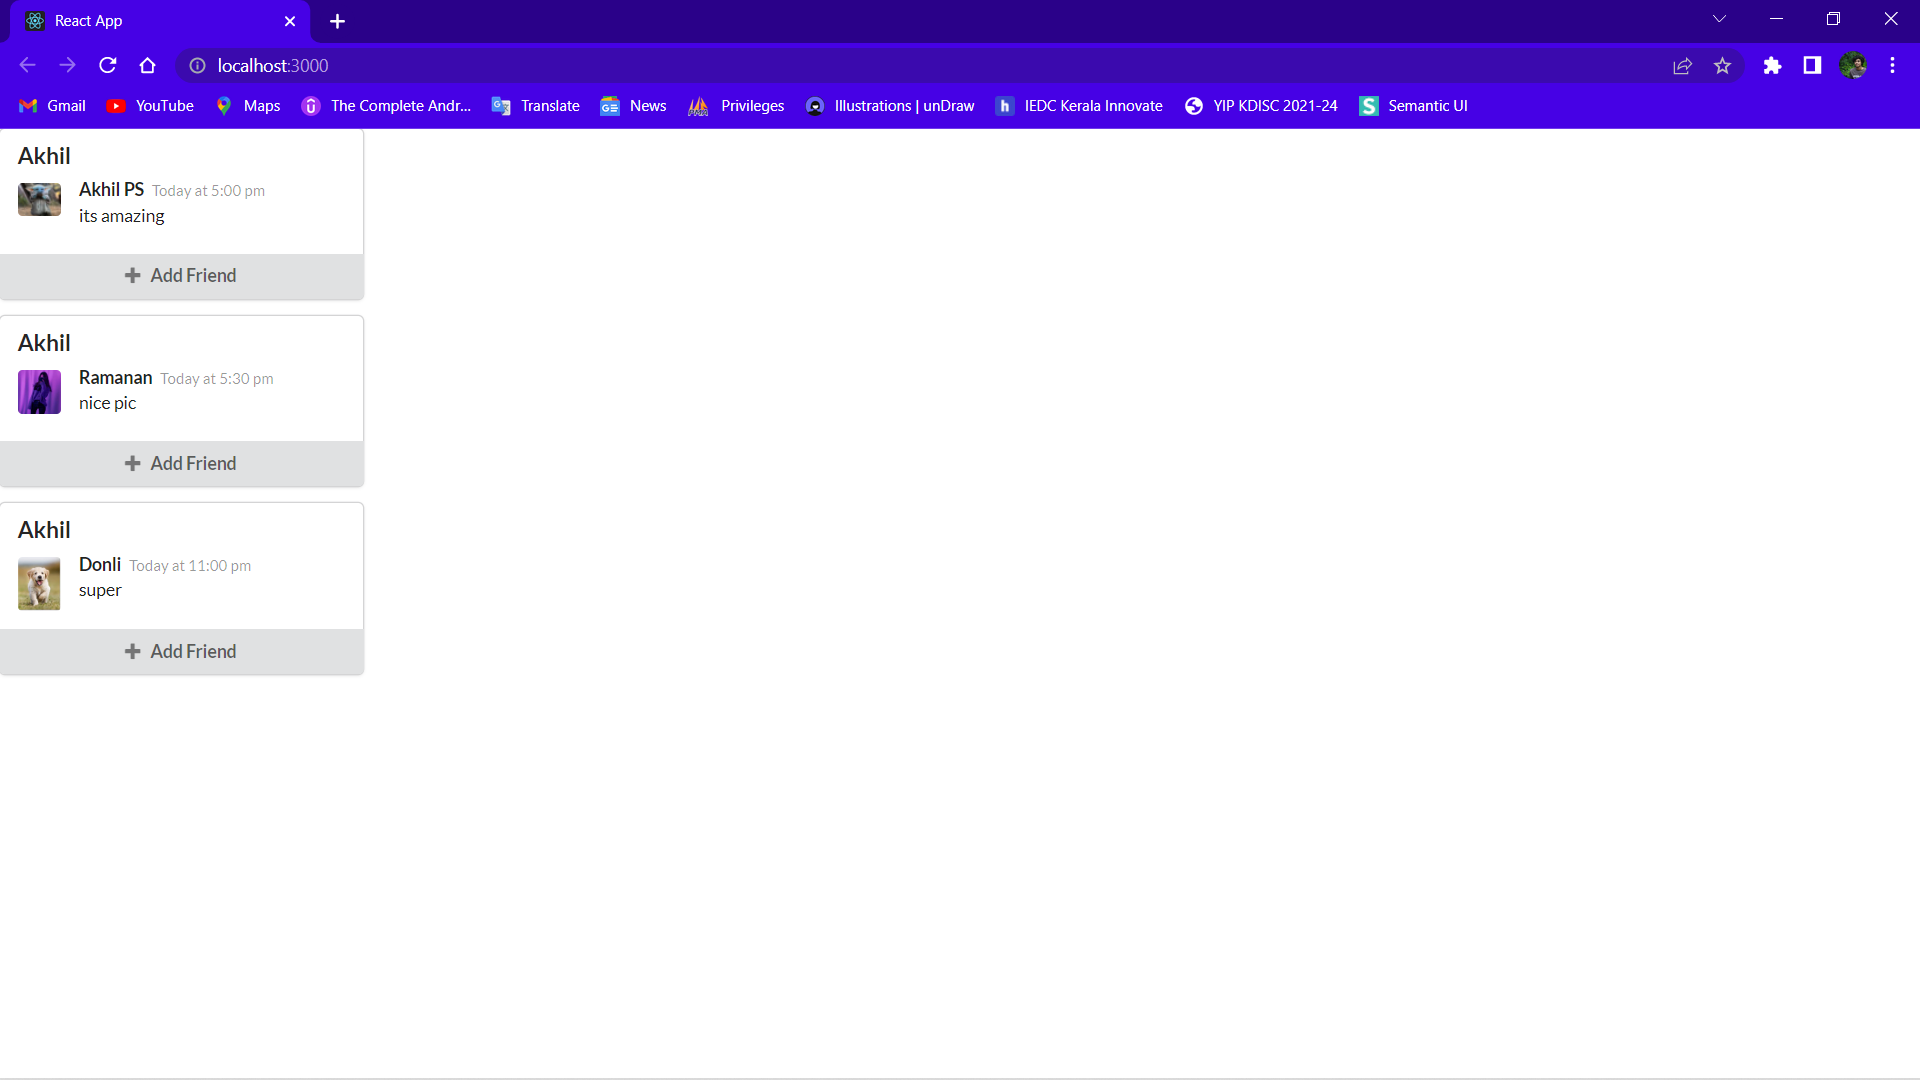 React App
localhost:3000
Gmail YouTube Maps The Complete Andr... Translate News Privileges Illustrations | unDraw IEDC Kerala Innovate YIP KDISC 2021-24 Semantic UI
Akhil
Akhil PS Today at 5:00 pm
its amazing
Add Friend
Akhil
Ramanan Today at 5:30 pm
nice pic
Add Friend
Akhil
Donli Today at 11:00 pm
super
Add Friend